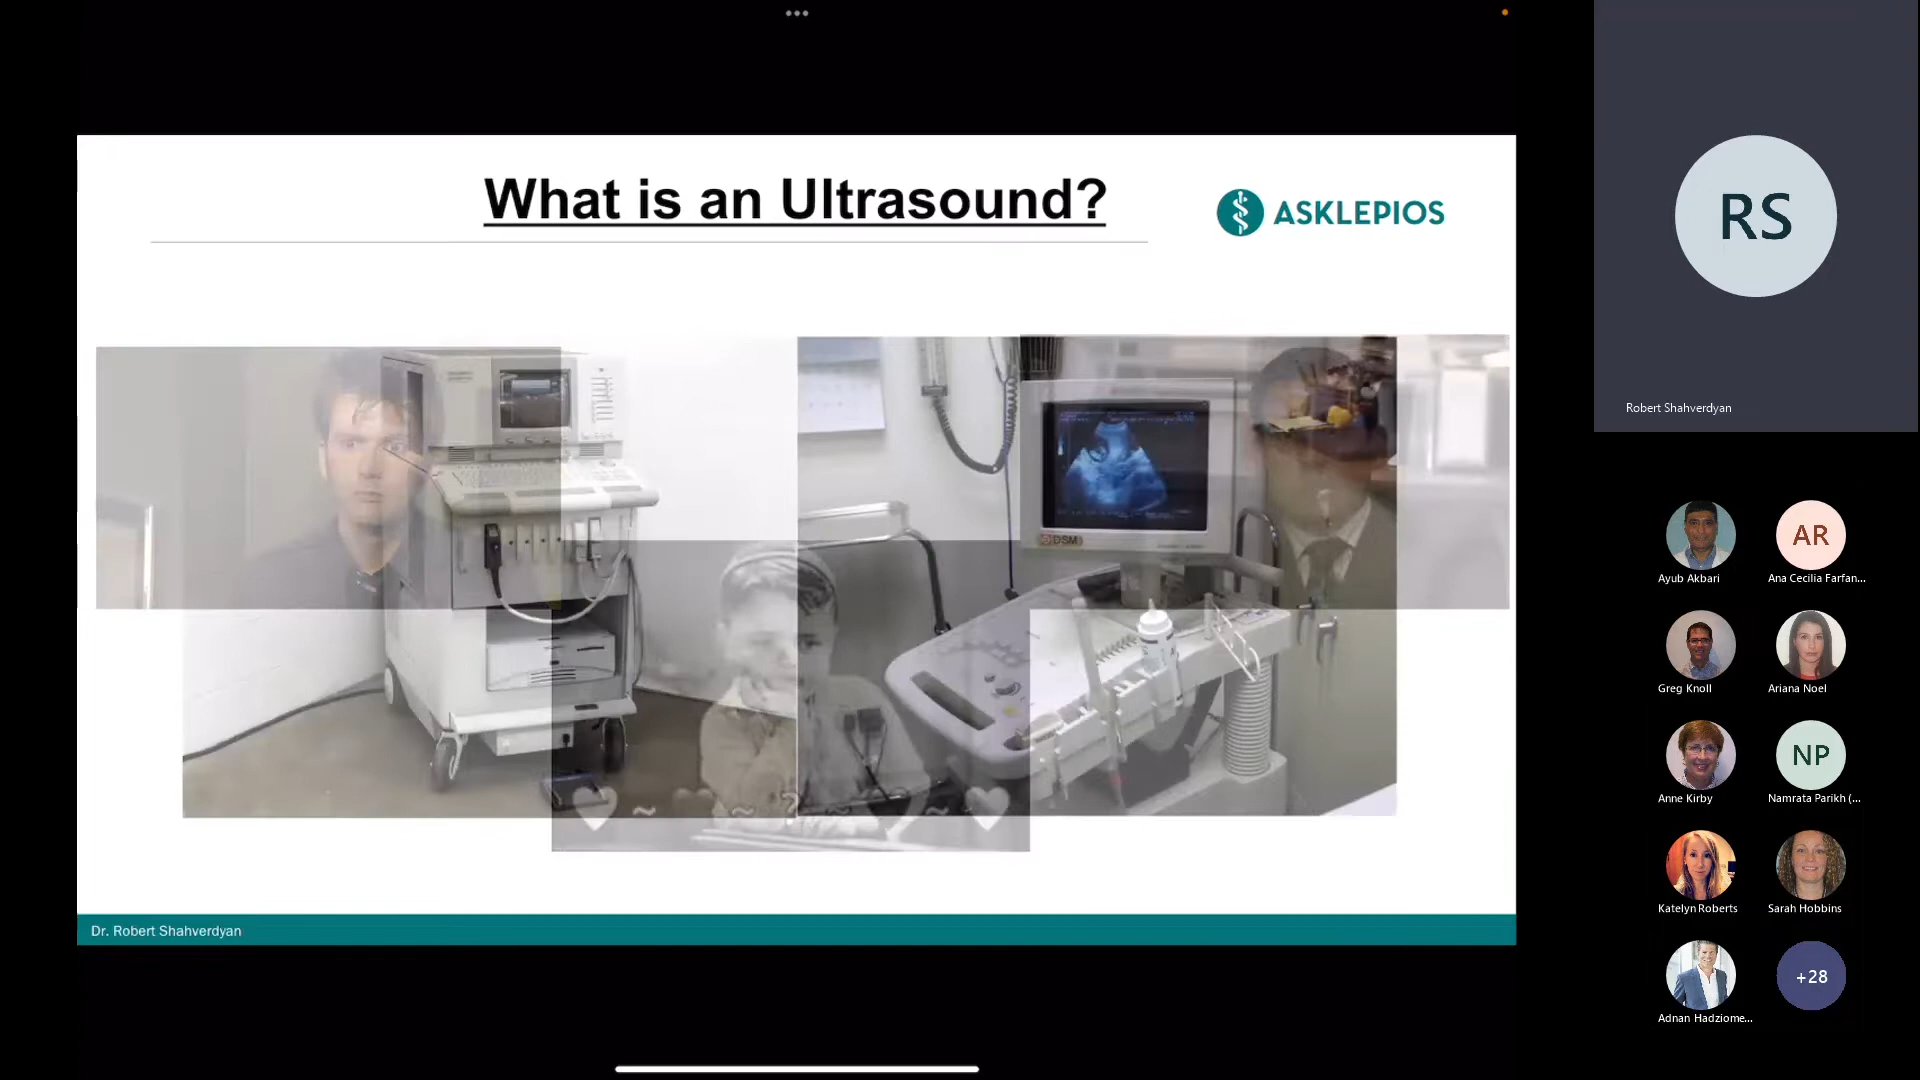 What is an Ultrasound?
ASKLEPIOS
DSM
~ ~ ? ~
Dr. Robert Shahverdyan
RS
Robert Shahverdyan
Ayub Akbari
AR
Ana Cecilia Farfan...
Greg Knoll
Ariana Noel
Anne Kirby
NP
Namrata Parikh (...
Katelyn Roberts
Sarah Hobbins
Adnan Hadziome...
+28